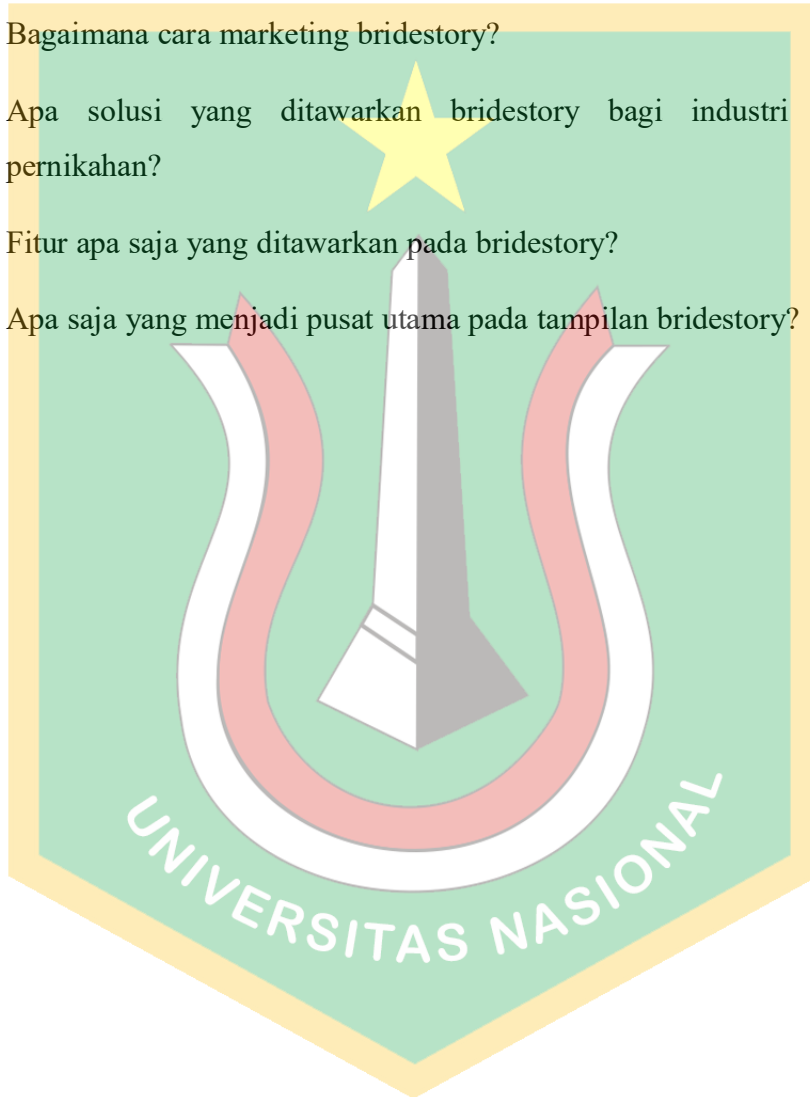 Bagaimana cara marketing bridestory?
Apa solusi yang ditawarkan bridestory bagi industri
pernikahan?
Fitur apa saja yang ditawarkan pada bridestory?
Apa saja yang menjadi pusat utama pada tampilan bridestory?
UNIVERSITAS NASIONAL